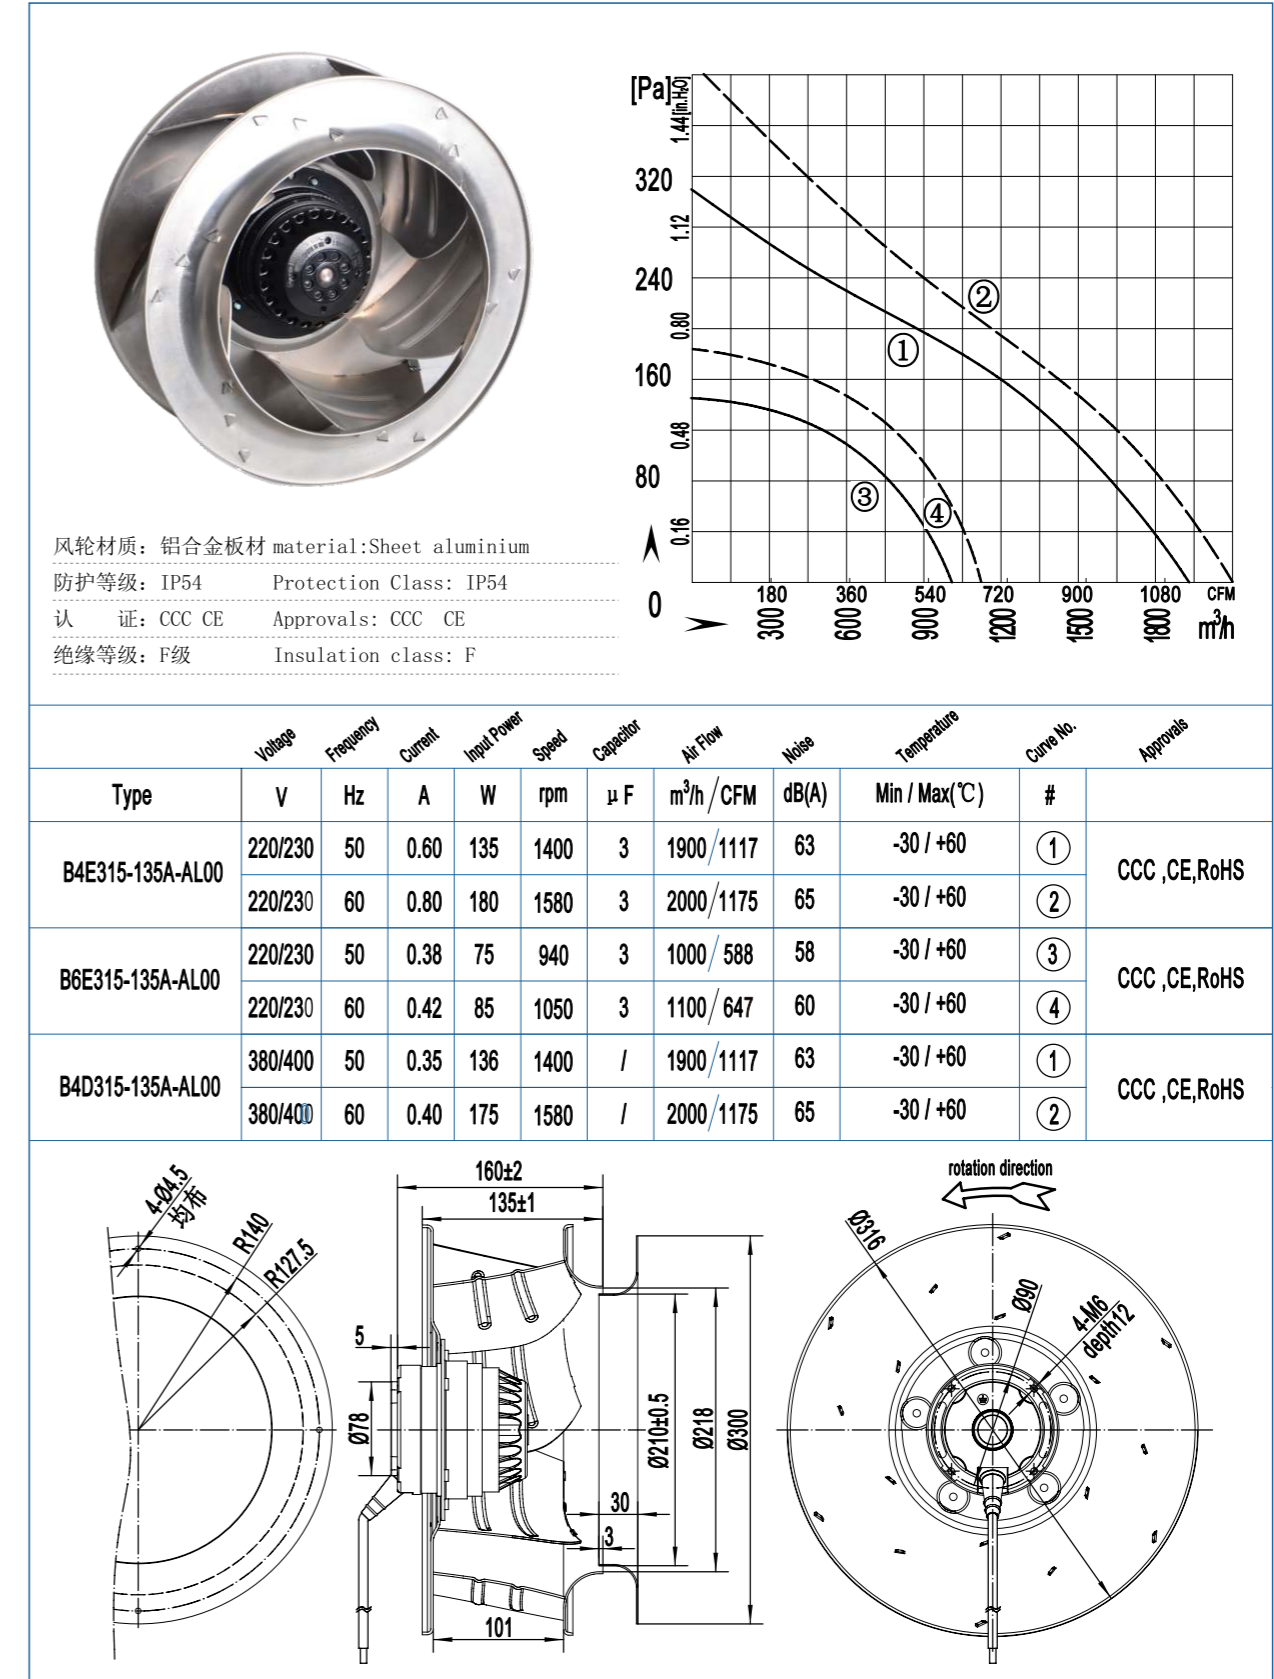 [Pa]
[in.H₂O]
1.44
320
1.12
240
0.80
②
①
160
0.48
80
③
④
0.16
0
180 360 540 720 900 1080 CFM
300 600 900 1200 1500 1800 m³/h
风轮材质：铝合金板材 material:Sheet aluminium
防护等级：IP54 Protection Class: IP54
认 证：CCC CE Approvals: CCC CE
绝缘等级：F级 Insulation class: F
Voltage Frequency Current Input Power Speed Capacitor Air Flow Noise Temperature Curve No. Approvals
Type V Hz A W rpm μF m³/h/CFM dB(A) Min / Max(℃) #
B4E315-135A-AL00 220/230 50 0.60 135 1400 3 1900/1117 63 -30 / +60 ① CCC ,CE,RoHS
220/230 60 0.80 180 1580 3 2000/1175 65 -30 / +60 ②
B6E315-135A-AL00 220/230 50 0.38 75 940 3 1000/588 58 -30 / +60 ③ CCC ,CE,RoHS
220/230 60 0.42 85 1050 3 1100/647 60 -30 / +60 ④
B4D315-135A-AL00 380/400 50 0.35 136 1400 / 1900/1117 63 -30 / +60 ① CCC ,CE,RoHS
380/400 60 0.40 175 1580 / 2000/1175 65 -30 / +60 ②
4-Ø4.5
均布
R140
R127.5
160±2
135±1
5
Ø78
Ø210±0.5
Ø218
Ø300
30
3
101
rotation direction
Ø316
Ø90
4-M6
depth12